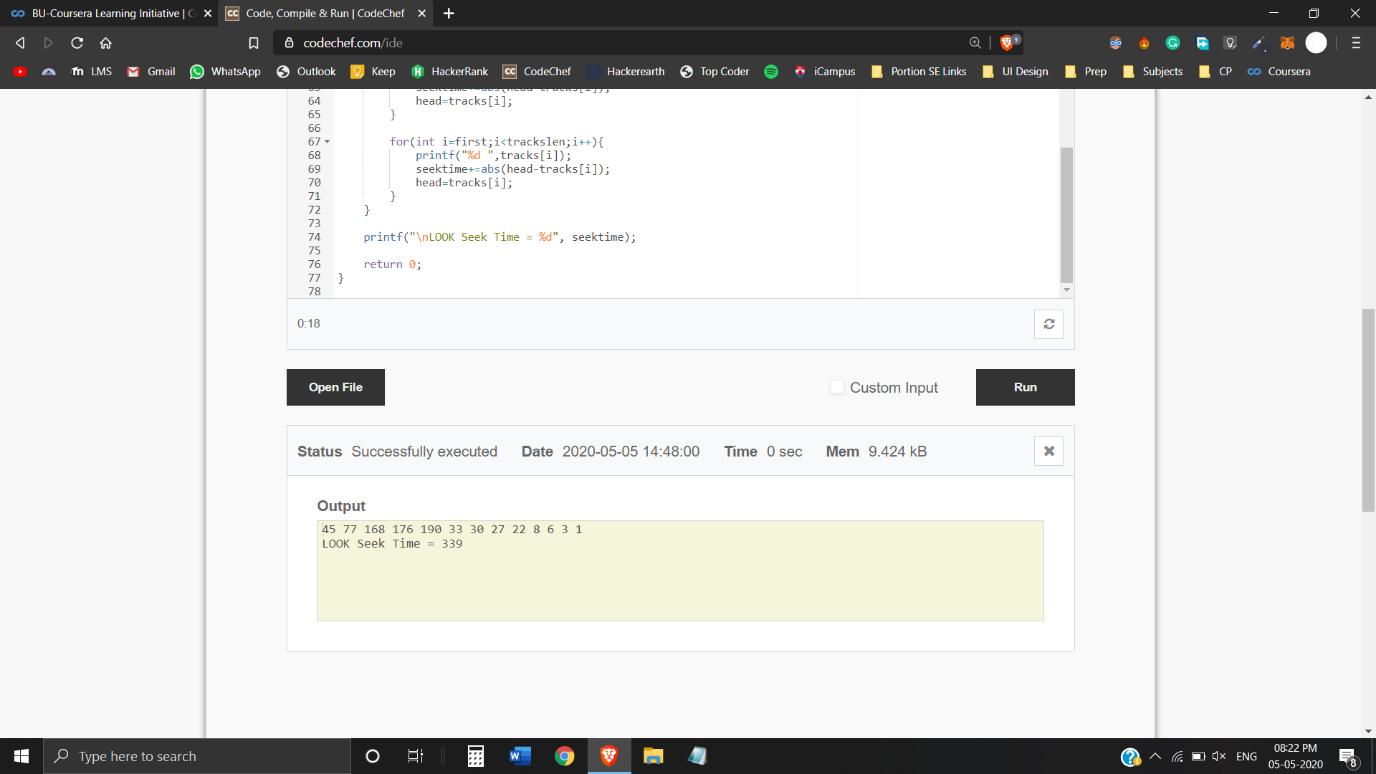 BU-Coursera Learning Initiative | C
Code, Compile & Run | CodeChef
codechef.com/ide
9
LMS
Gmail
WhatsApp
Outlook
Keep
HackerRank
CodeChef
Hackerearth
Top Coder
iCampus
Portion SE Links
UI Design
Prep
Subjects
CP
Coursera
64 head=tracks[i];
65 }
66
67 for(int i=first;i<trackslen;i++){
68 printf("%d ",tracks[i]);
69 seektime+=abs(head-tracks[i]);
70 head=tracks[i];
71 }
72 }
73
74 printf("\nLOOK Seek Time = %d", seektime);
75
76 return 0;
77 }
78
0:18
Open File
Custom Input
Run
Status Successfully executed Date 2020-05-05 14:48:00 Time 0 sec Mem 9.424 kB
Output
45 77 168 176 190 33 30 27 22 8 6 3 1
LOOK Seek Time = 339
Type here to search
ENG
08:22 PM
05-05-2020
8